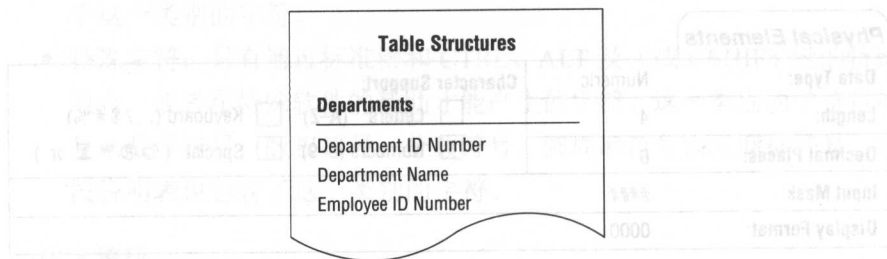 Table Structures
Departments
Department ID Number
Department Name
Employee ID Number